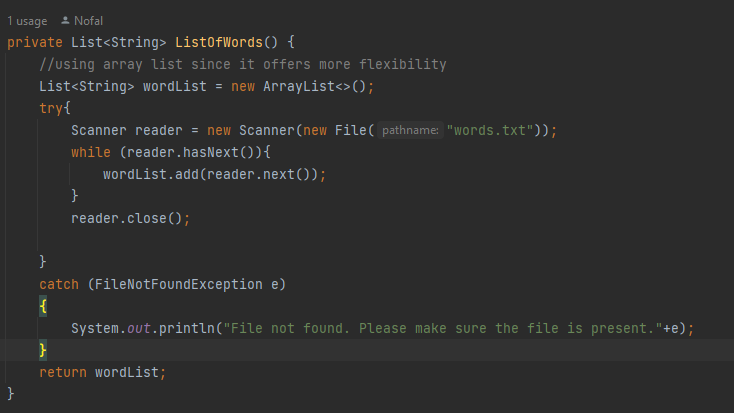 1 usage Nofal
private List<String> ListOfWords() {
//using array list since it offers more flexibility
List<String> wordList = new ArrayList<>();
try{
Scanner reader = new Scanner(new File( pathname: "words.txt"));
while (reader.hasNext()){
wordList.add(reader.next());
}
reader.close();
}
catch (FileNotFoundException e)
{
System.out.println("File not found. Please make sure the file is present."+e);
}
return wordList;
}